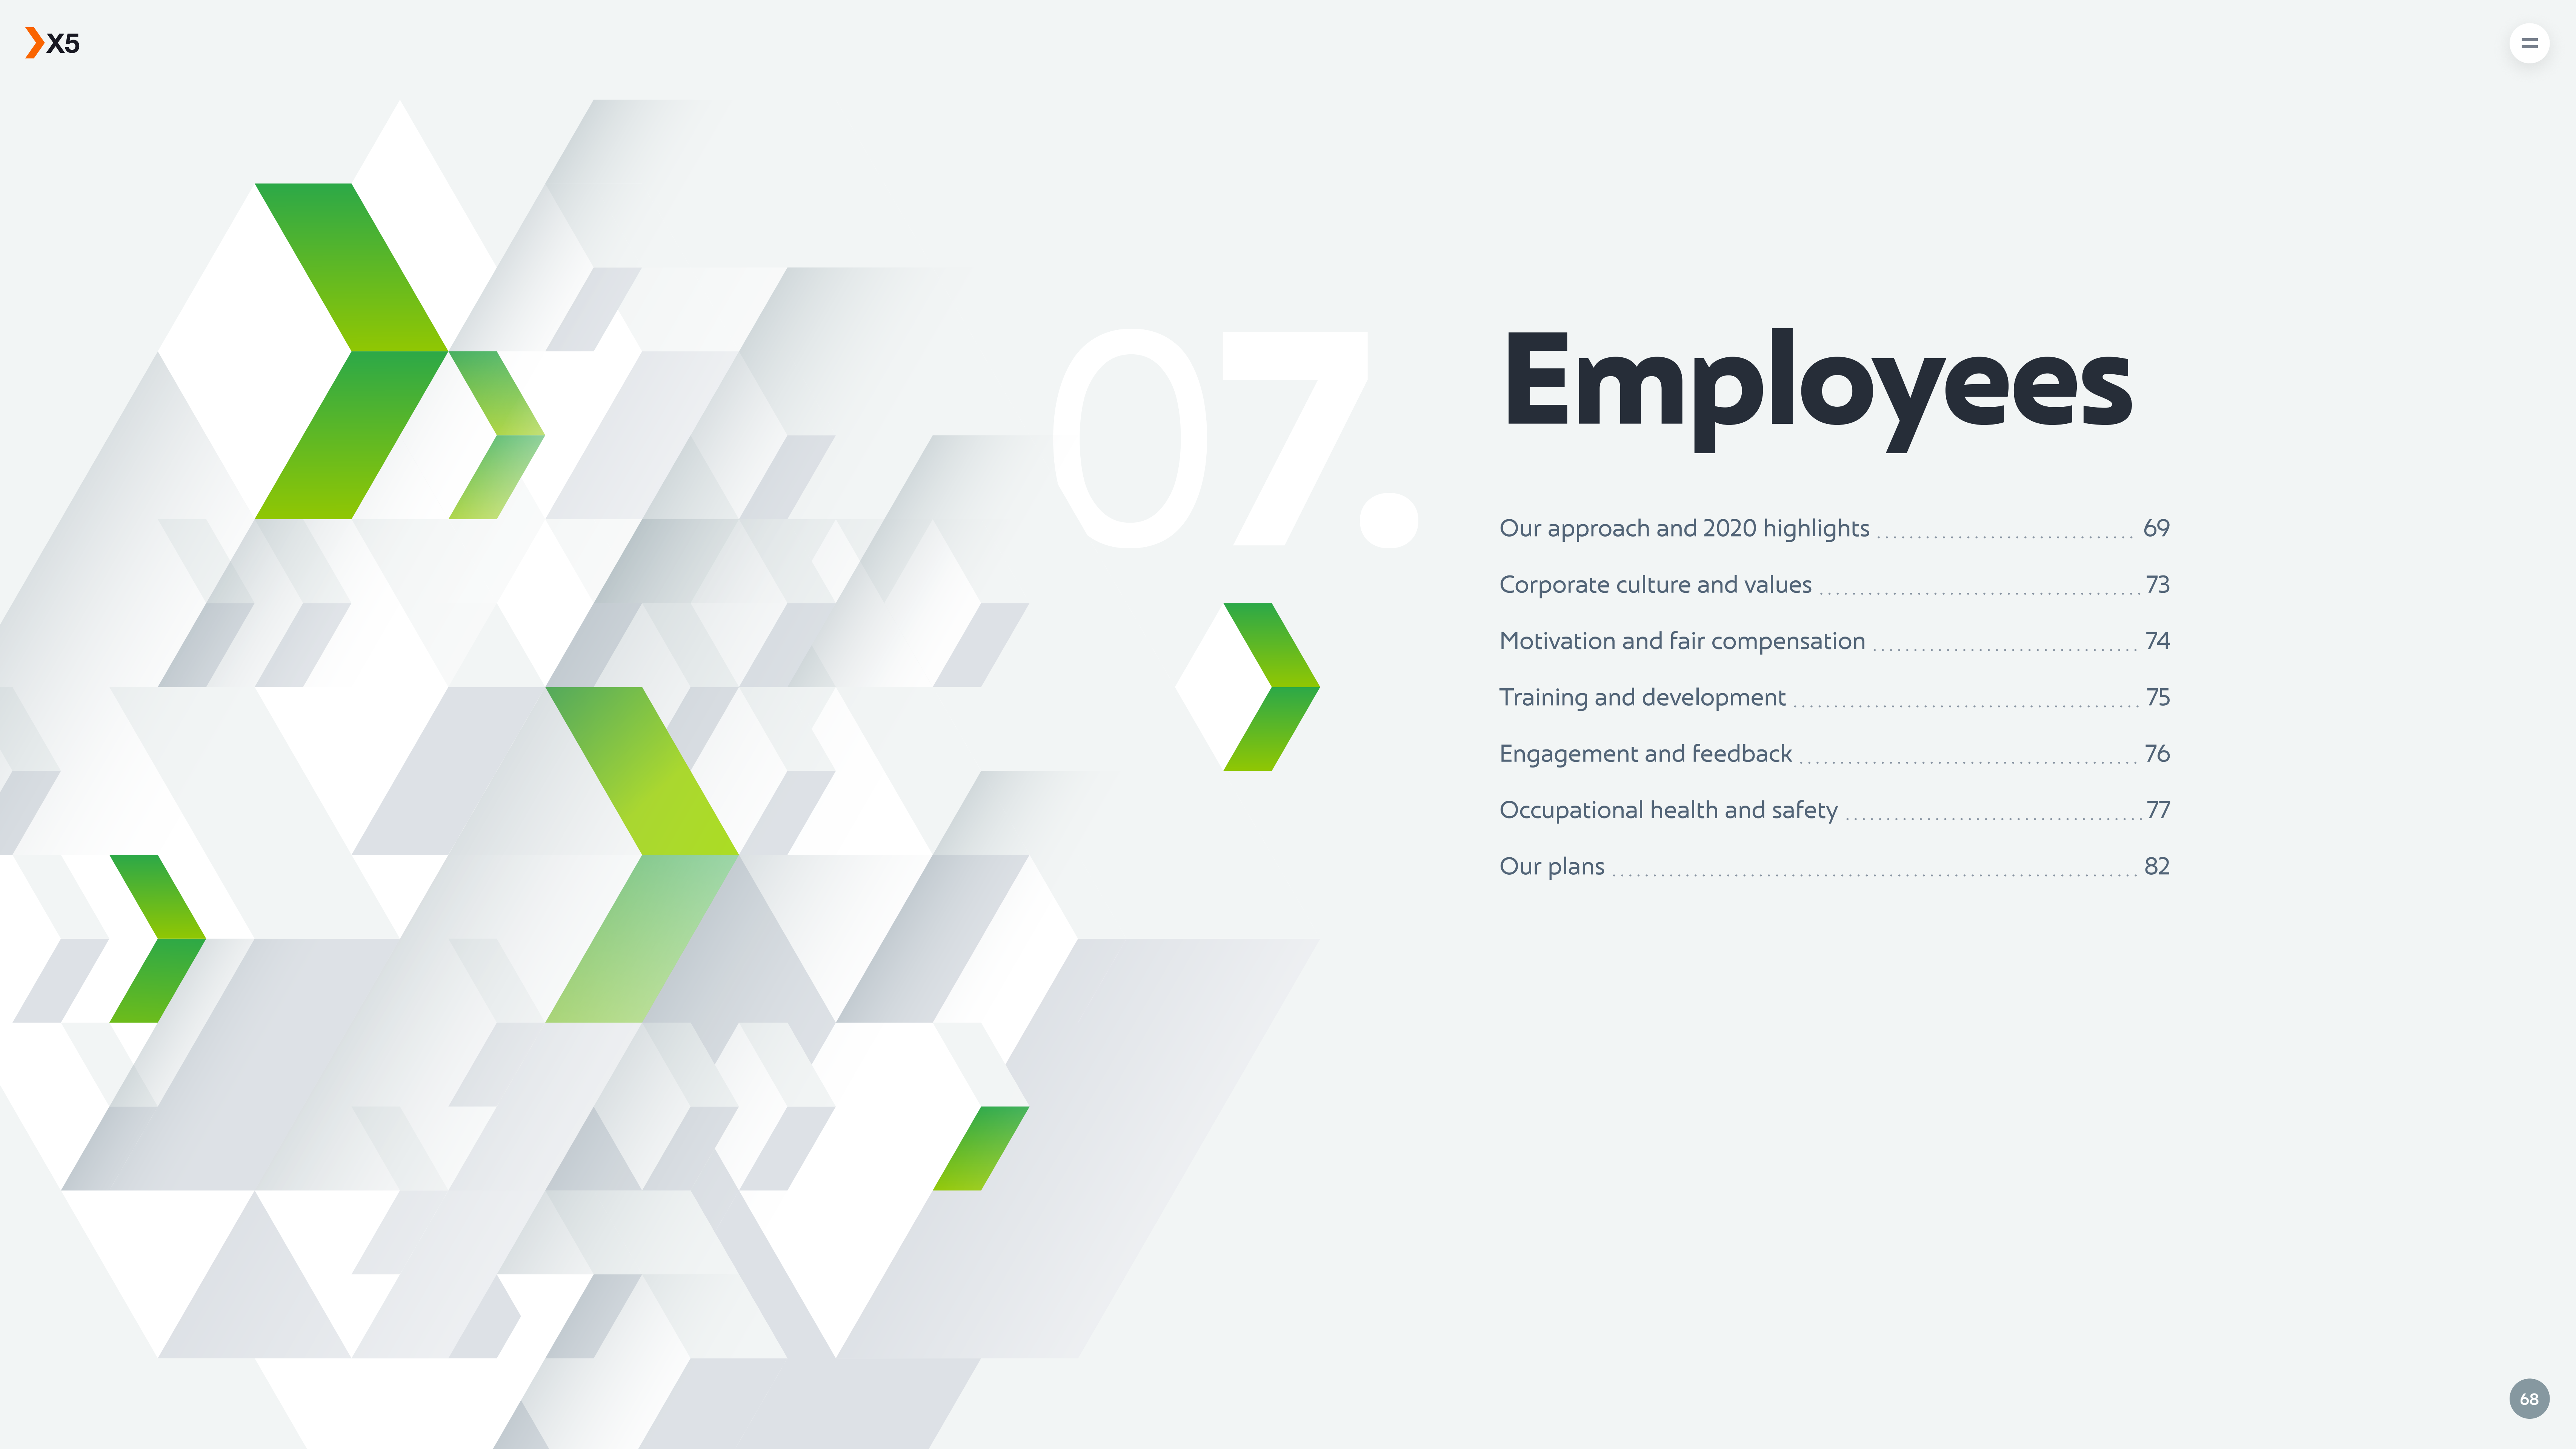 X5
07.
Employees
Our approach and 2020 highlights 69
Corporate culture and values 73
Motivation and fair compensation 74
Training and development 75
Engagement and feedback 76
Occupational health and safety 77
Our plans 82
68